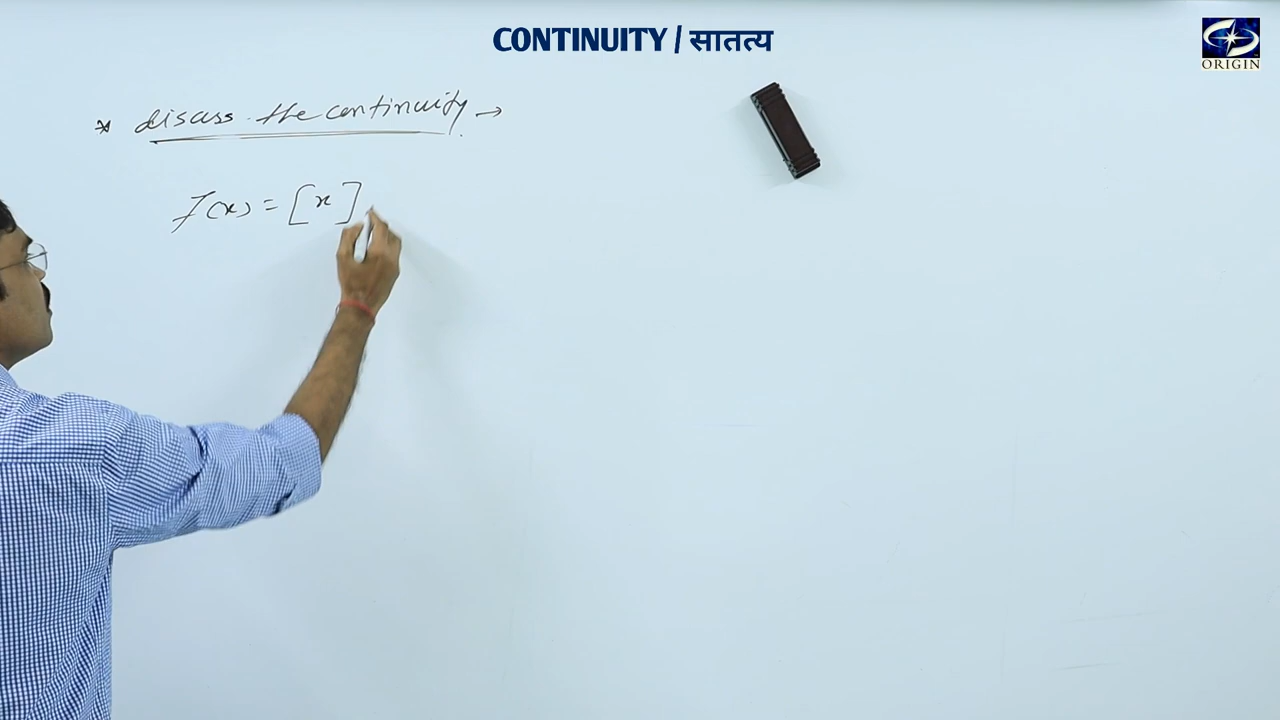 CONTINUITY / सातत्य
ORIGIN
* discuss the continuity →
f(x) = [x]